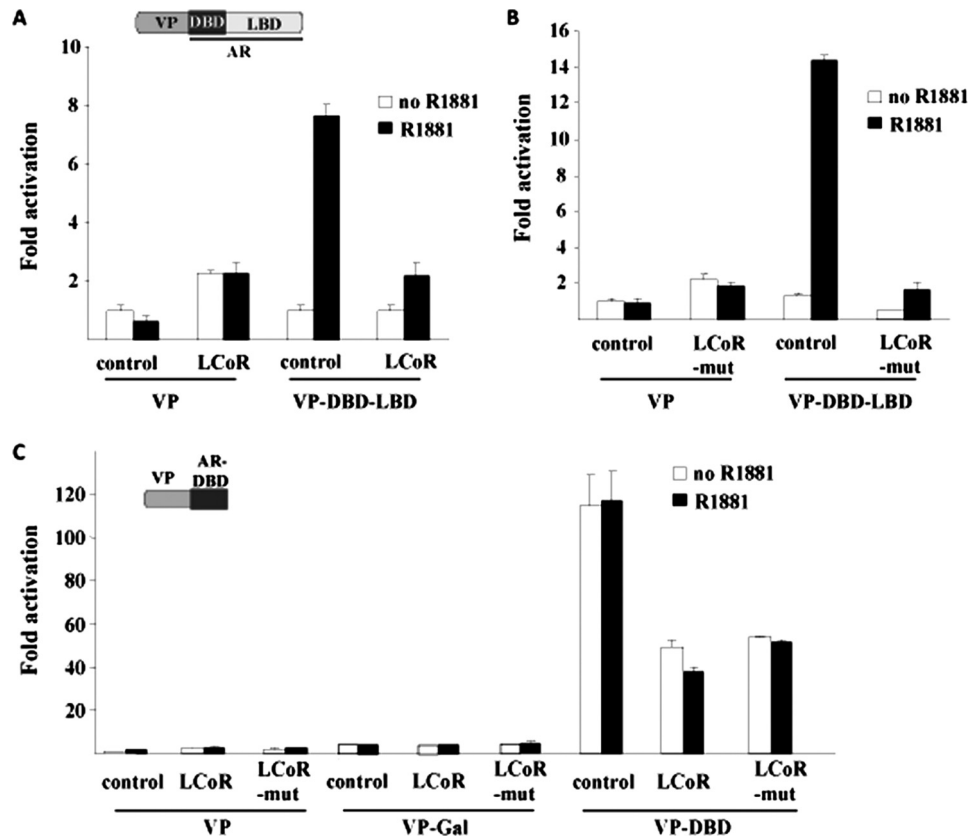 A
VP DBD LBD
AR
Fold activation
10
8
6
4
2
no R1881
R1881
control LCoR control LCoR
VP VP-DBD-LBD
B
Fold activation
16
14
12
10
8
6
4
2
no R1881
R1881
control LCoR
-mut control LCoR
-mut
VP VP-DBD-LBD
C
VP AR-
DBD
Fold activation
120
100
80
60
40
20
no R1881
R1881
control LCoR LCoR
-mut control LCoR LCoR
-mut control LCoR LCoR
-mut
VP VP-Gal VP-DBD